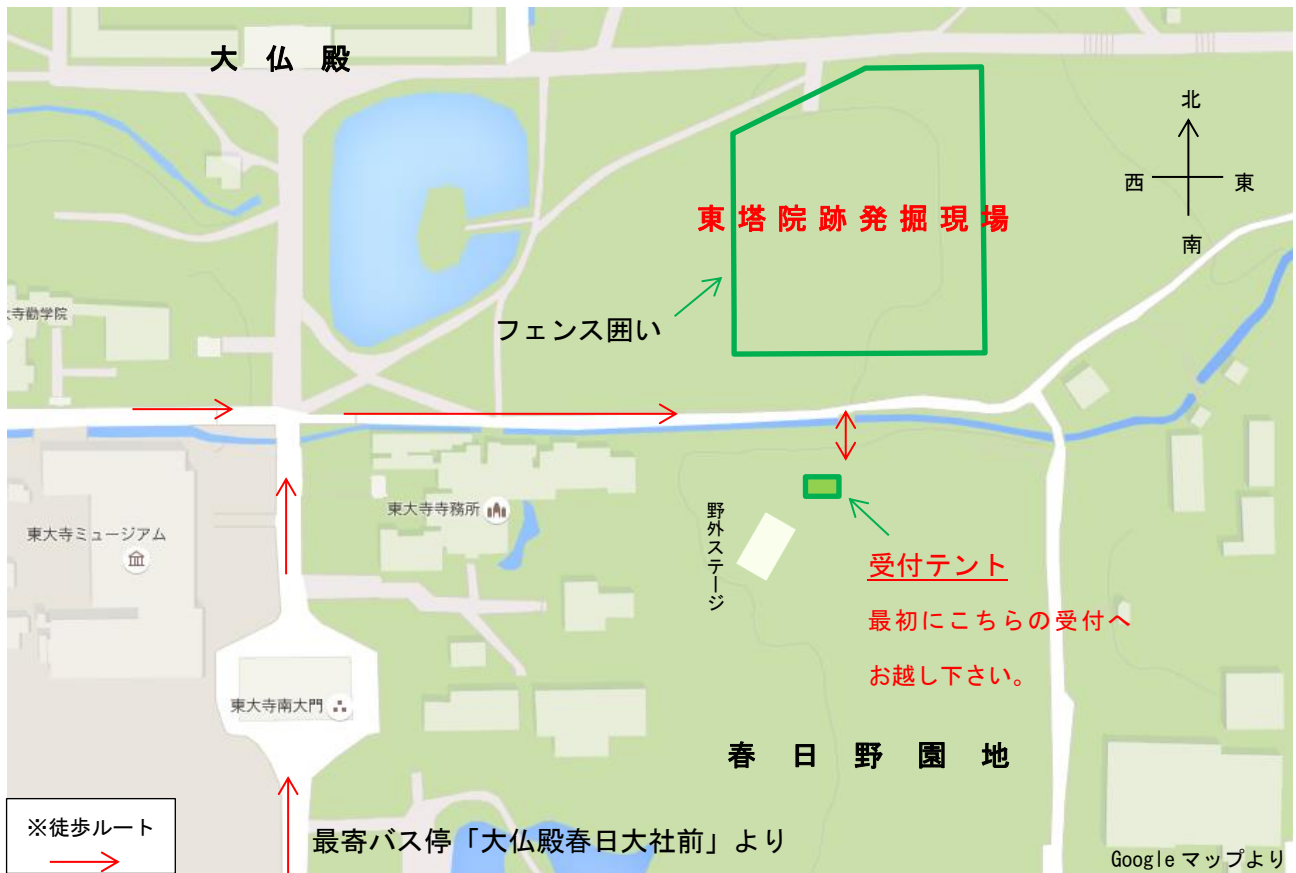 大仏殿
北
西
東
南
東塔院跡発掘現場
寺勧学院
フェンス囲い
東大寺寺務所
野外ステージ
東大寺ミュージアム
受付テント
最初にこちらの受付へ
お越し下さい。
東大寺南大門
春日野園地
※徒歩ルート
最寄バス停「大仏殿春日大社前」より
Googleマップより